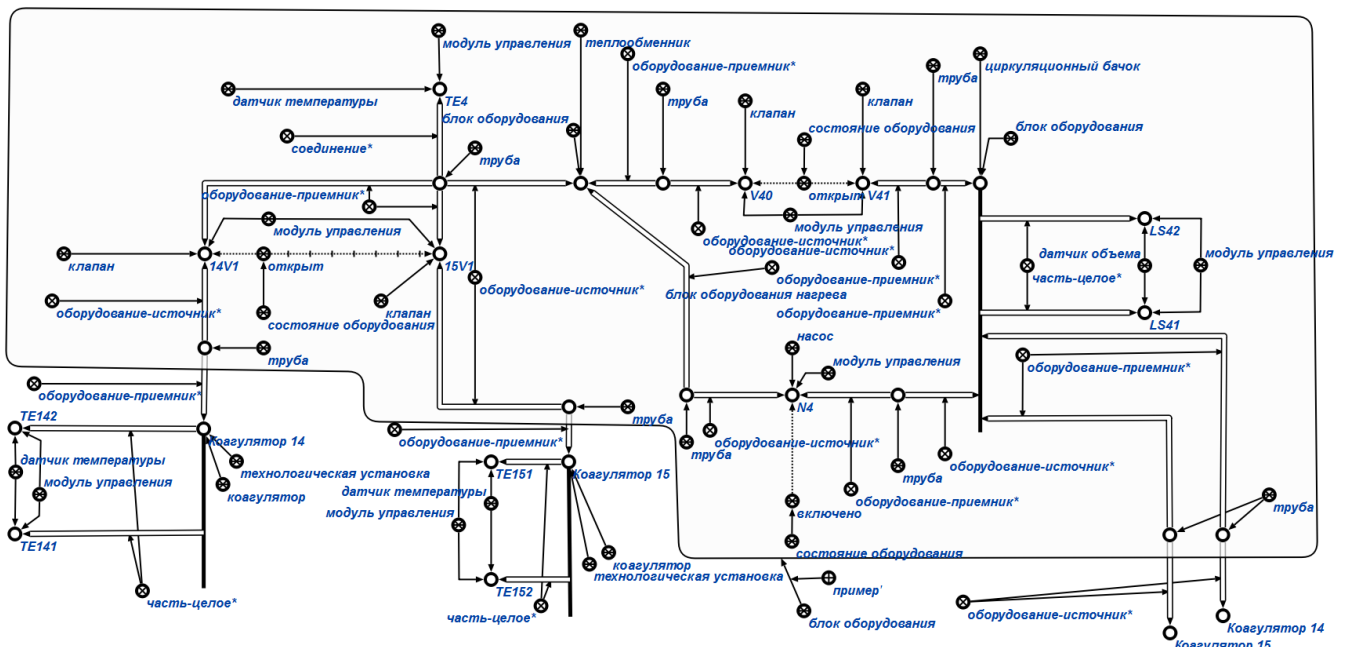 модуль управления
теплообменник
оборудование-приемник*
циркуляционный бачок
труба
датчик температуры
TE4
труба
клапан
клапан
блок оборудования
состояние оборудования
блок оборудования
соединение*
труба
оборудование-приемник*
V40
открыт
V41
модуль управления
модуль управления
оборудование-источник*
оборудование-источник*
LS42
датчик объема
модуль управления
часть-целое*
клапан
14V1
открыт
15V1
оборудование-приемник*
оборудование-источник*
блок оборудования нагрева
оборудование-источник*
состояние оборудования
клапан
оборудование-приемник*
LS41
насос
труба
модуль управления
оборудование-приемник*
оборудование-приемник*
N4
TE142
труба
Коагулятор 14
оборудование-приемник*
оборудование-источник*
труба
датчик температуры
технологическая установка
TE151
Коагулятор 15
труба
оборудование-источник*
модуль управления
коагулятор
датчик температуры
оборудование-приемник*
труба
модуль управления
включено
TE141
состояние оборудования
коагулятор
технологическая установка
TE152
пример'
часть-целое*
часть-целое*
блок оборудования
оборудование-источник*
Коагулятор 14
Коагулятор 15